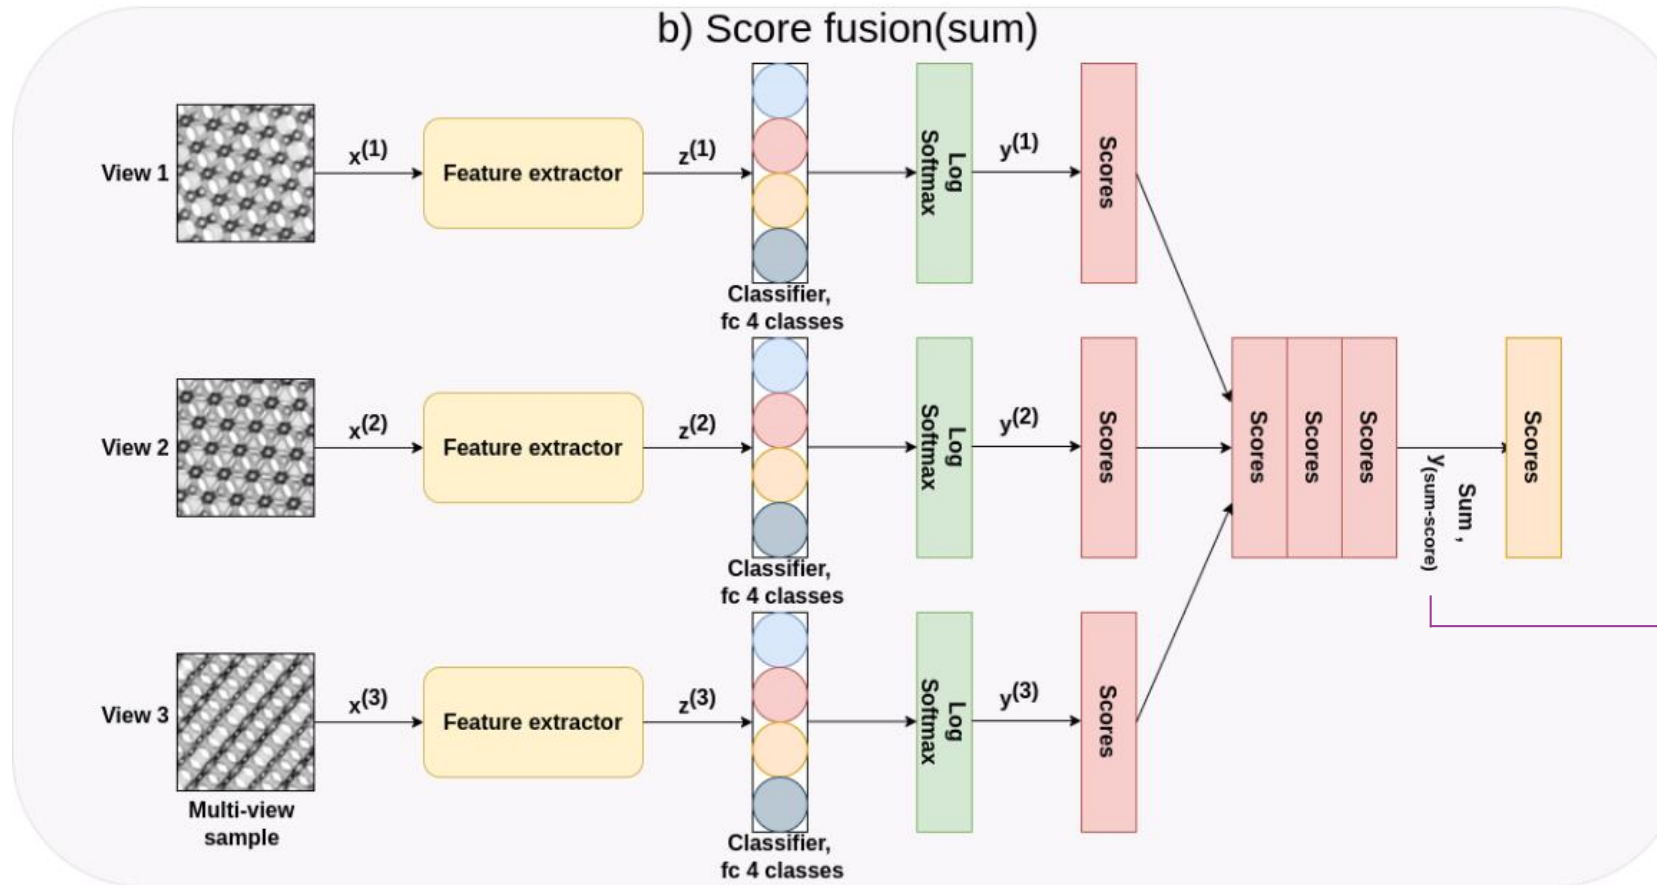 b) Score fusion(sum)
View 1
x(1)
Feature extractor
z(1)
Classifier,
fc 4 classes
Log
Softmax
y(1)
Scores
View 2
x(2)
Feature extractor
z(2)
Classifier,
fc 4 classes
Log
Softmax
y(2)
Scores
View 3
x(3)
Feature extractor
z(3)
Classifier,
fc 4 classes
Log
Softmax
y(3)
Scores
Multi-view
sample
Scores
Scores
Scores
Sum ,
y(sum-score)
Scores